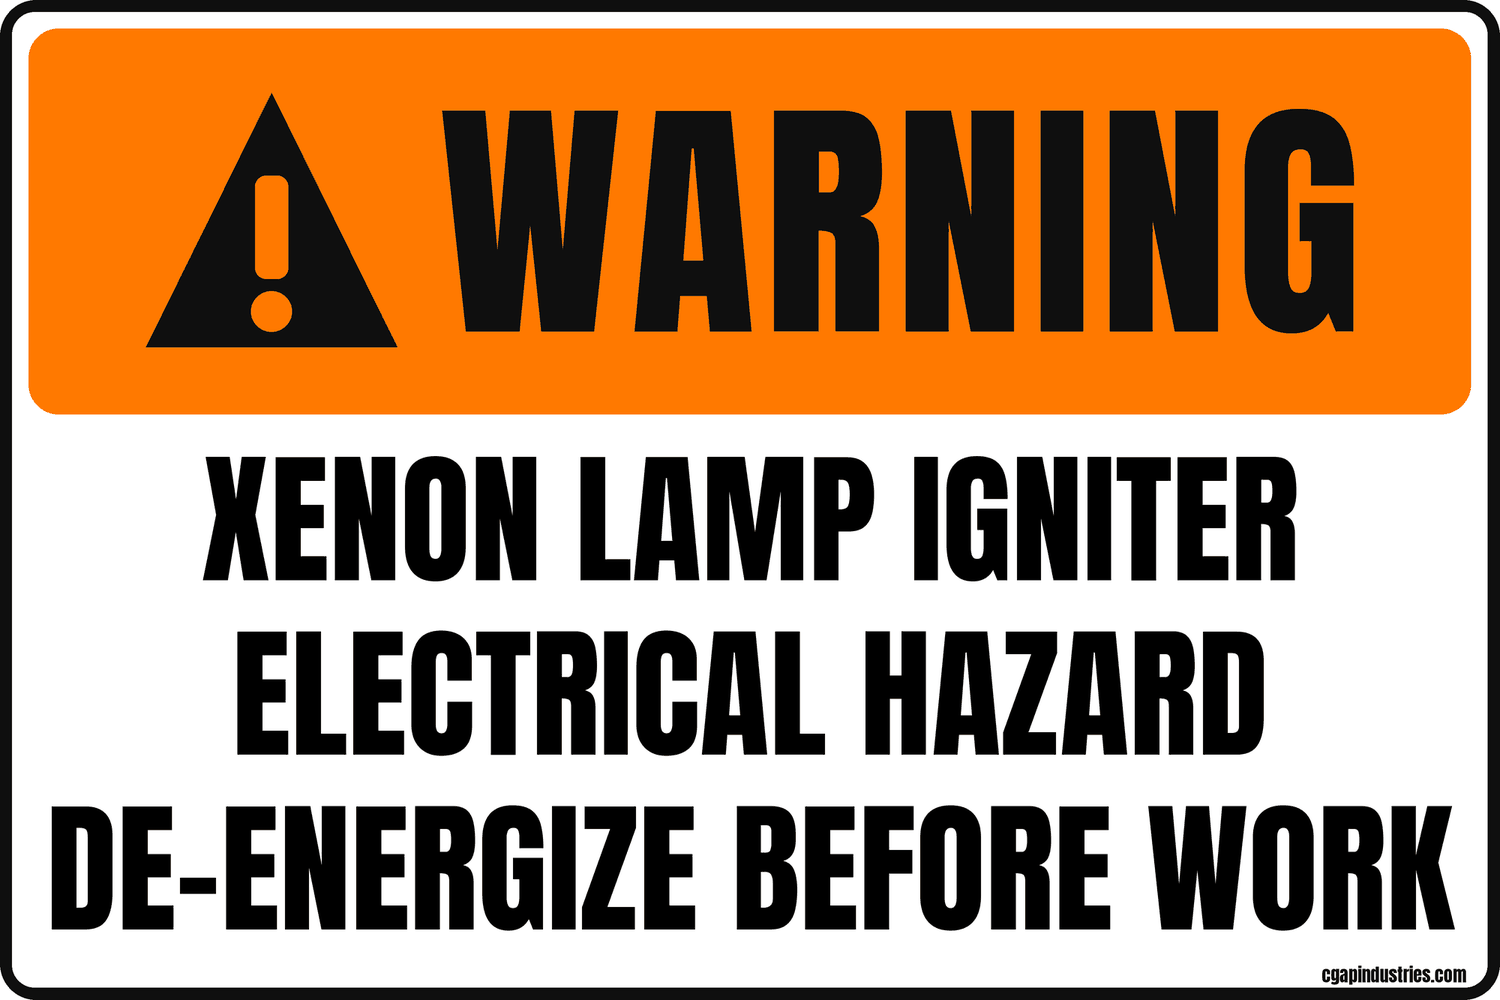 WARNING
XENON LAMP IGNITER
ELECTRICAL HAZARD
DE-ENERGIZE BEFORE WORK
cgapindustries.com